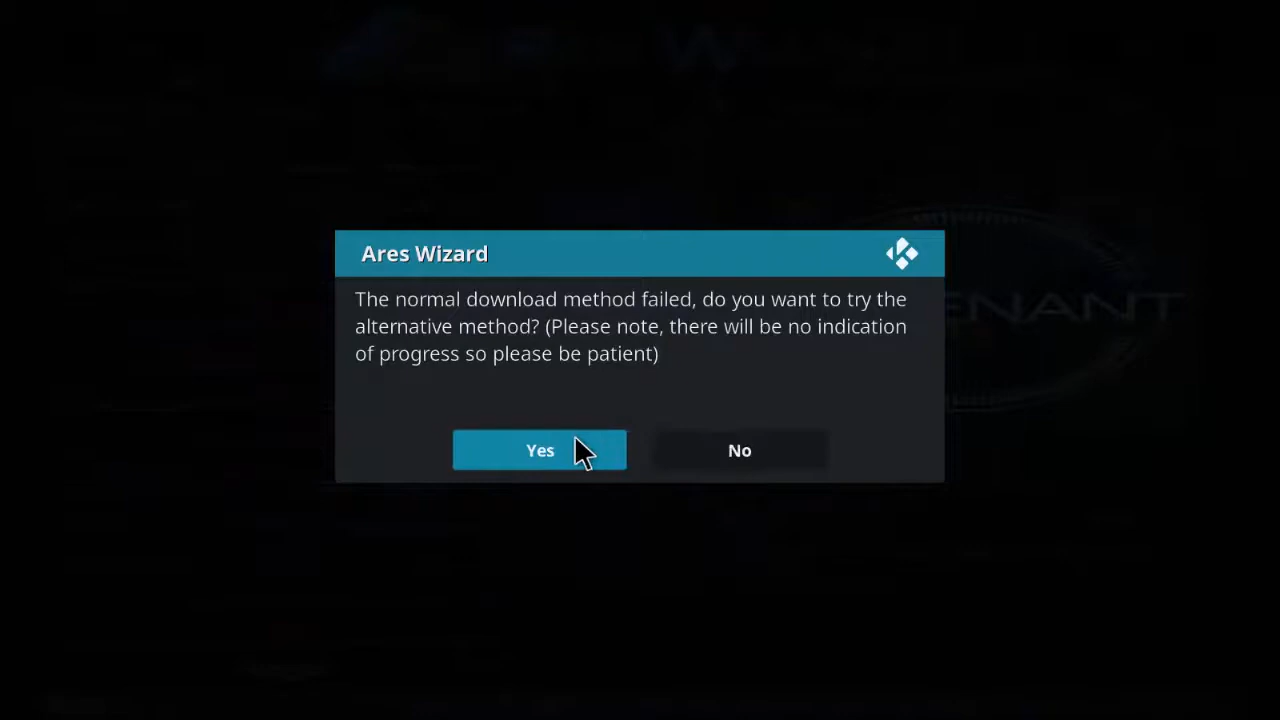 Ares Wizard
The normal download method failed, do you want to try the
alternative method? (Please note, there will be no indication
of progress so please be patient)
Yes
No
ENANT